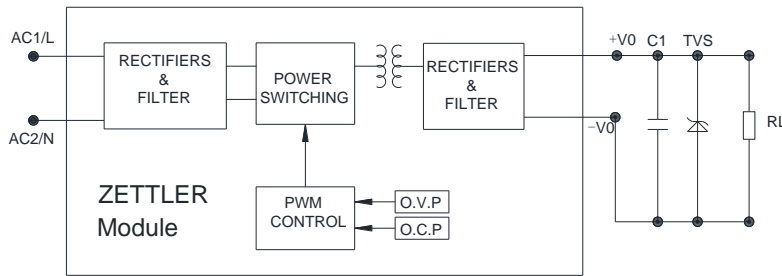 AC1/L
AC2/N
RECTIFIERS
&
FILTER
POWER
SWITCHING
RECTIFIERS
&
FILTER
+V0
C1
TVS
−V0
RL
ZETTLER
Module
PWM
CONTROL
O.V.P
O.C.P